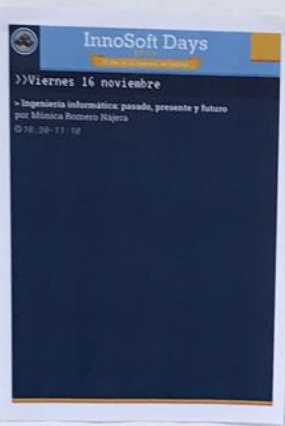 InnoSoft Days
>>Viernes 16 noviembre
> Ingeniería informática: pasado, presente y futuro
por Mónica Romero Nájera
10:30-11:10